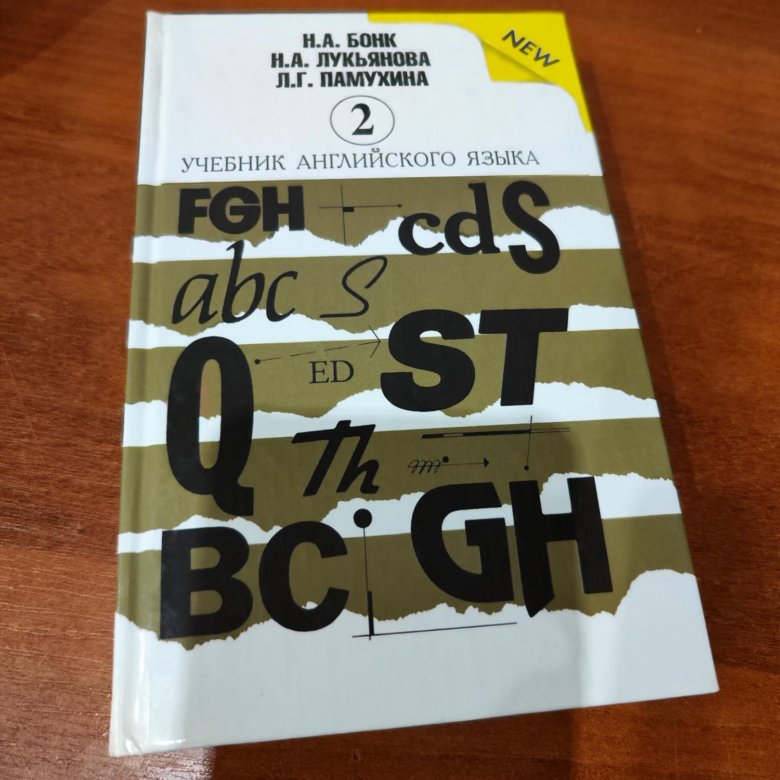 Н.А. БОНК
Н.А. ЛУКЬЯНОВА
Л.Г. ПАМУХИНА
NEW
2
УЧЕБНИК АНГЛИЙСКОГО ЯЗЫКА
FGH cdS
abc S
Q ED ST
Th
BC GH